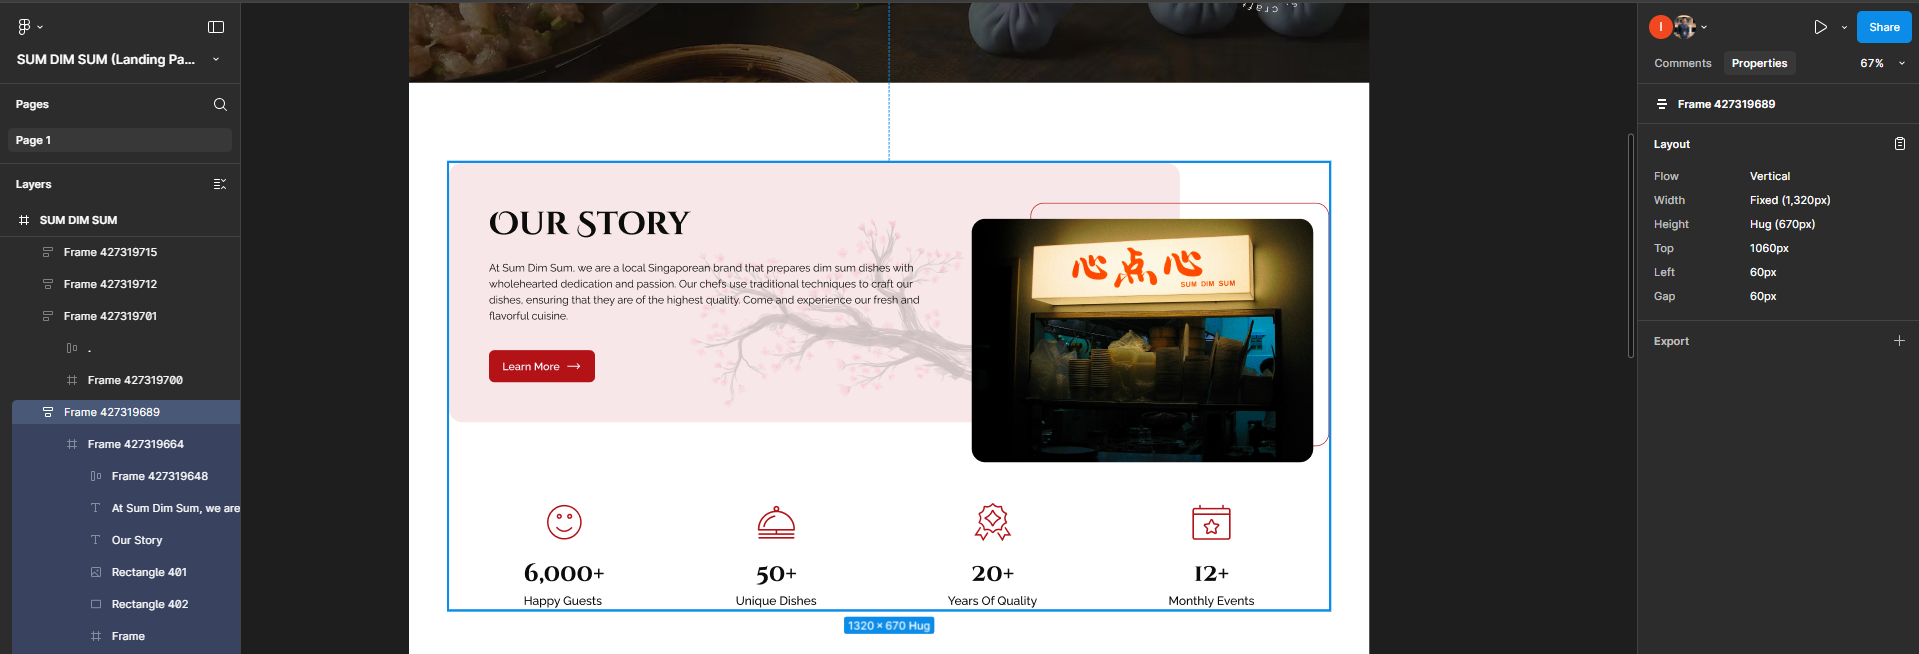 SUM DIM SUM (Landing Pa...
Pages
Page 1
Layers
SUM DIM SUM
Frame 427319715
Frame 427319712
Frame 427319701
.
Frame 427319700
Frame 427319689
Frame 427319664
Frame 427319648
At Sum Dim Sum, we are
Our Story
Rectangle 401
Rectangle 402
Frame
OUR STORY
At Sum Dim Sum, we are a local Singaporean brand that prepares dim sum dishes with
wholehearted dedication and passion. Our chefs use traditional techniques to craft our
dishes, ensuring that they are of the highest quality. Come and experience our fresh and
flavorful cuisine.
Learn More →
心点心
SUM DIM SUM
6,000+
Happy Guests
50+
Unique Dishes
20+
Years Of Quality
12+
Monthly Events
1320 × 670 Hug
I
Share
Comments
Properties
67%
Frame 427319689
Layout
Flow Vertical
Width Fixed (1,320px)
Height Hug (670px)
Top 1060px
Left 60px
Gap 60px
Export